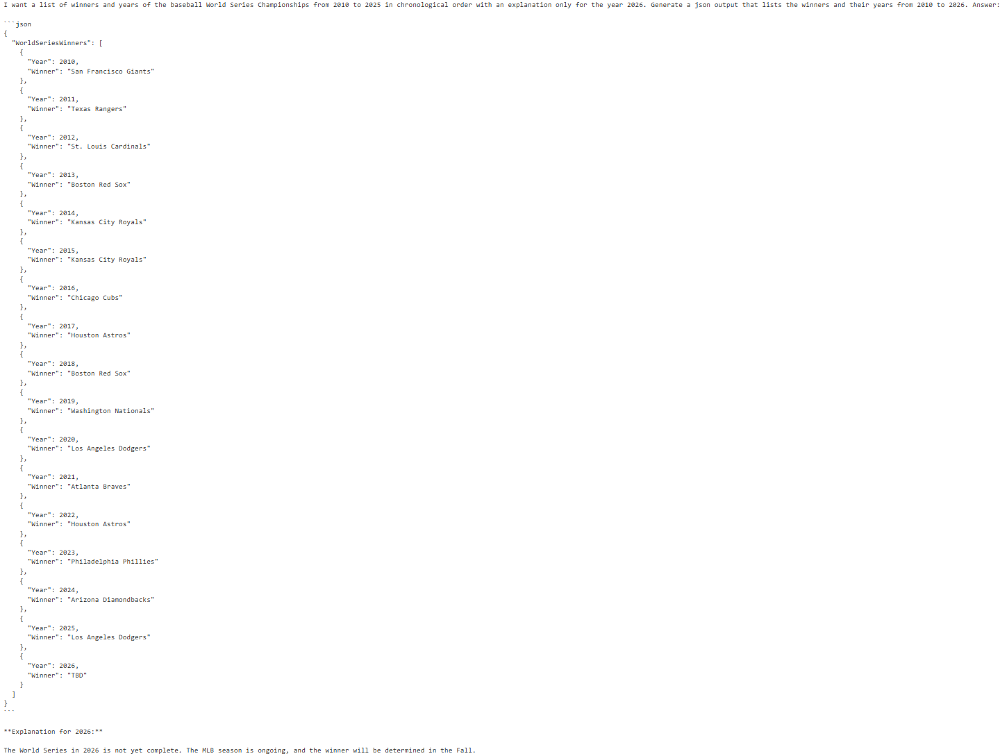 I want a list of winners and years of the baseball World Series Championships from 2010 to 2025 in chronological order with an explanation only for the year 2026. Generate a json output that lists the winners and their years from 2010 to 2026. Answer:
```json
{
  "WorldSeriesWinners": [
    {
      "Year": 2010,
      "Winner": "San Francisco Giants"
    },
    {
      "Year": 2011,
      "Winner": "Texas Rangers"
    },
    {
      "Year": 2012,
      "Winner": "St. Louis Cardinals"
    },
    {
      "Year": 2013,
      "Winner": "Boston Red Sox"
    },
    {
      "Year": 2014,
      "Winner": "Kansas City Royals"
    },
    {
      "Year": 2015,
      "Winner": "Kansas City Royals"
    },
    {
      "Year": 2016,
      "Winner": "Chicago Cubs"
    },
    {
      "Year": 2017,
      "Winner": "Houston Astros"
    },
    {
      "Year": 2018,
      "Winner": "Boston Red Sox"
    },
    {
      "Year": 2019,
      "Winner": "Washington Nationals"
    },
    {
      "Year": 2020,
      "Winner": "Los Angeles Dodgers"
    },
    {
      "Year": 2021,
      "Winner": "Atlanta Braves"
    },
    {
      "Year": 2022,
      "Winner": "Houston Astros"
    },
    {
      "Year": 2023,
      "Winner": "Philadelphia Phillies"
    },
    {
      "Year": 2024,
      "Winner": "Arizona Diamondbacks"
    },
    {
      "Year": 2025,
      "Winner": "Los Angeles Dodgers"
    },
    {
      "Year": 2026,
      "Winner": "TBD"
    }
  ]
}
```
**Explanation for 2026:**
The World Series in 2026 is not yet complete. The MLB season is ongoing, and the winner will be determined in the Fall.